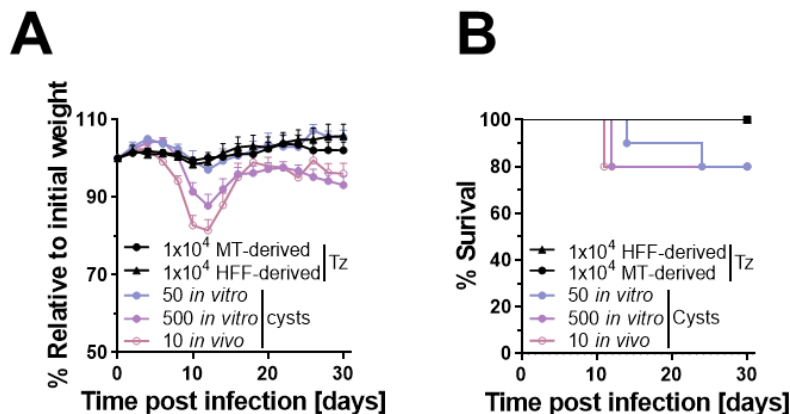 A
% Relative to initial weight
110
90
70
50
1x10⁴ MT-derived
1x10⁴ HFF-derived
Tz
50 in vitro
500 in vitro
10 in vivo
cysts
0
10
20
30
Time post infection [days]
B
% Surival
100
80
60
40
20
0
1x10⁴ HFF-derived
1x10⁴ MT-derived
Tz
50 in vitro
500 in vitro
10 in vivo
Cysts
0
10
20
30
Time post infection [days]